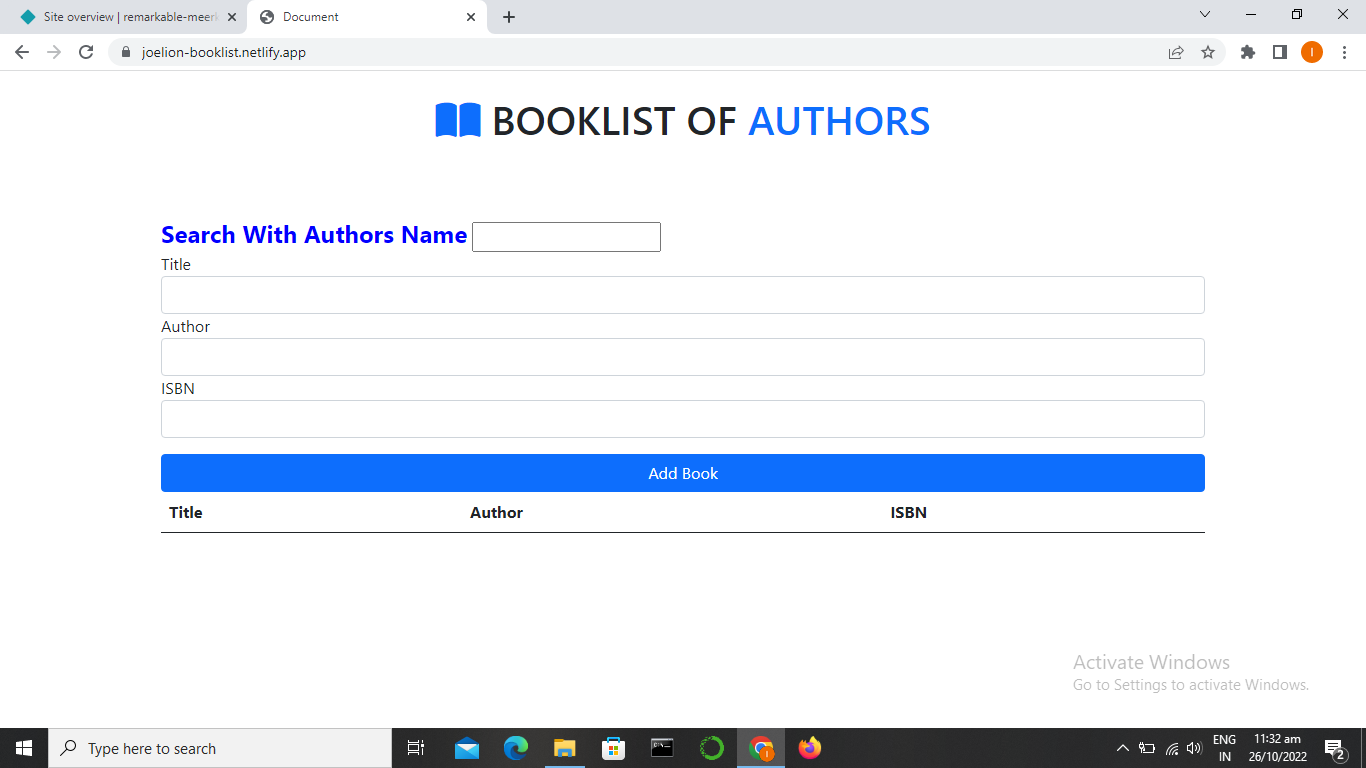 Site overview | remarkable-meerk
Document
joelion-booklist.netlify.app
I
BOOKLIST OF AUTHORS
Search With Authors Name
Title
Author
ISBN
Add Book
Title Author ISBN
Activate Windows
Go to Settings to activate Windows.
Type here to search
ENG
IN
11:32 am
26/10/2022
2